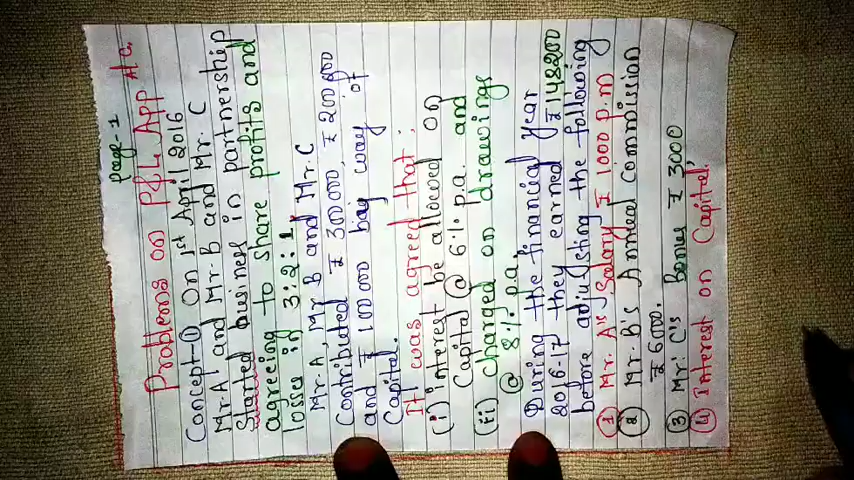 page-1
Problems on P&L APP A/c.
Concept-① On 1st April 2016
Mr.A and Mr.B and Mr. C
Started business in partnership
agreeing to share profits and
losses in 3:2:1.
Mr.A, Mr B and Mr.C
Contributed ₹ 300000, ₹ 200000
and ₹ 100000 bay way of
Capital.
It was agreed that:
(i) interest be allowed on
Capital @ 6% p.a. and
(ii) charged on drawings
@ 8% p.a.
During the financial year
2016-17 they earned ₹148200
before adjusting the following
① Mr. A's Salary ₹ 1000 p.m
② Mr.B's Annual Commission
₹ 6000.
③ Mr. C's Bonus ₹ 3000
④ Interest on Capital.